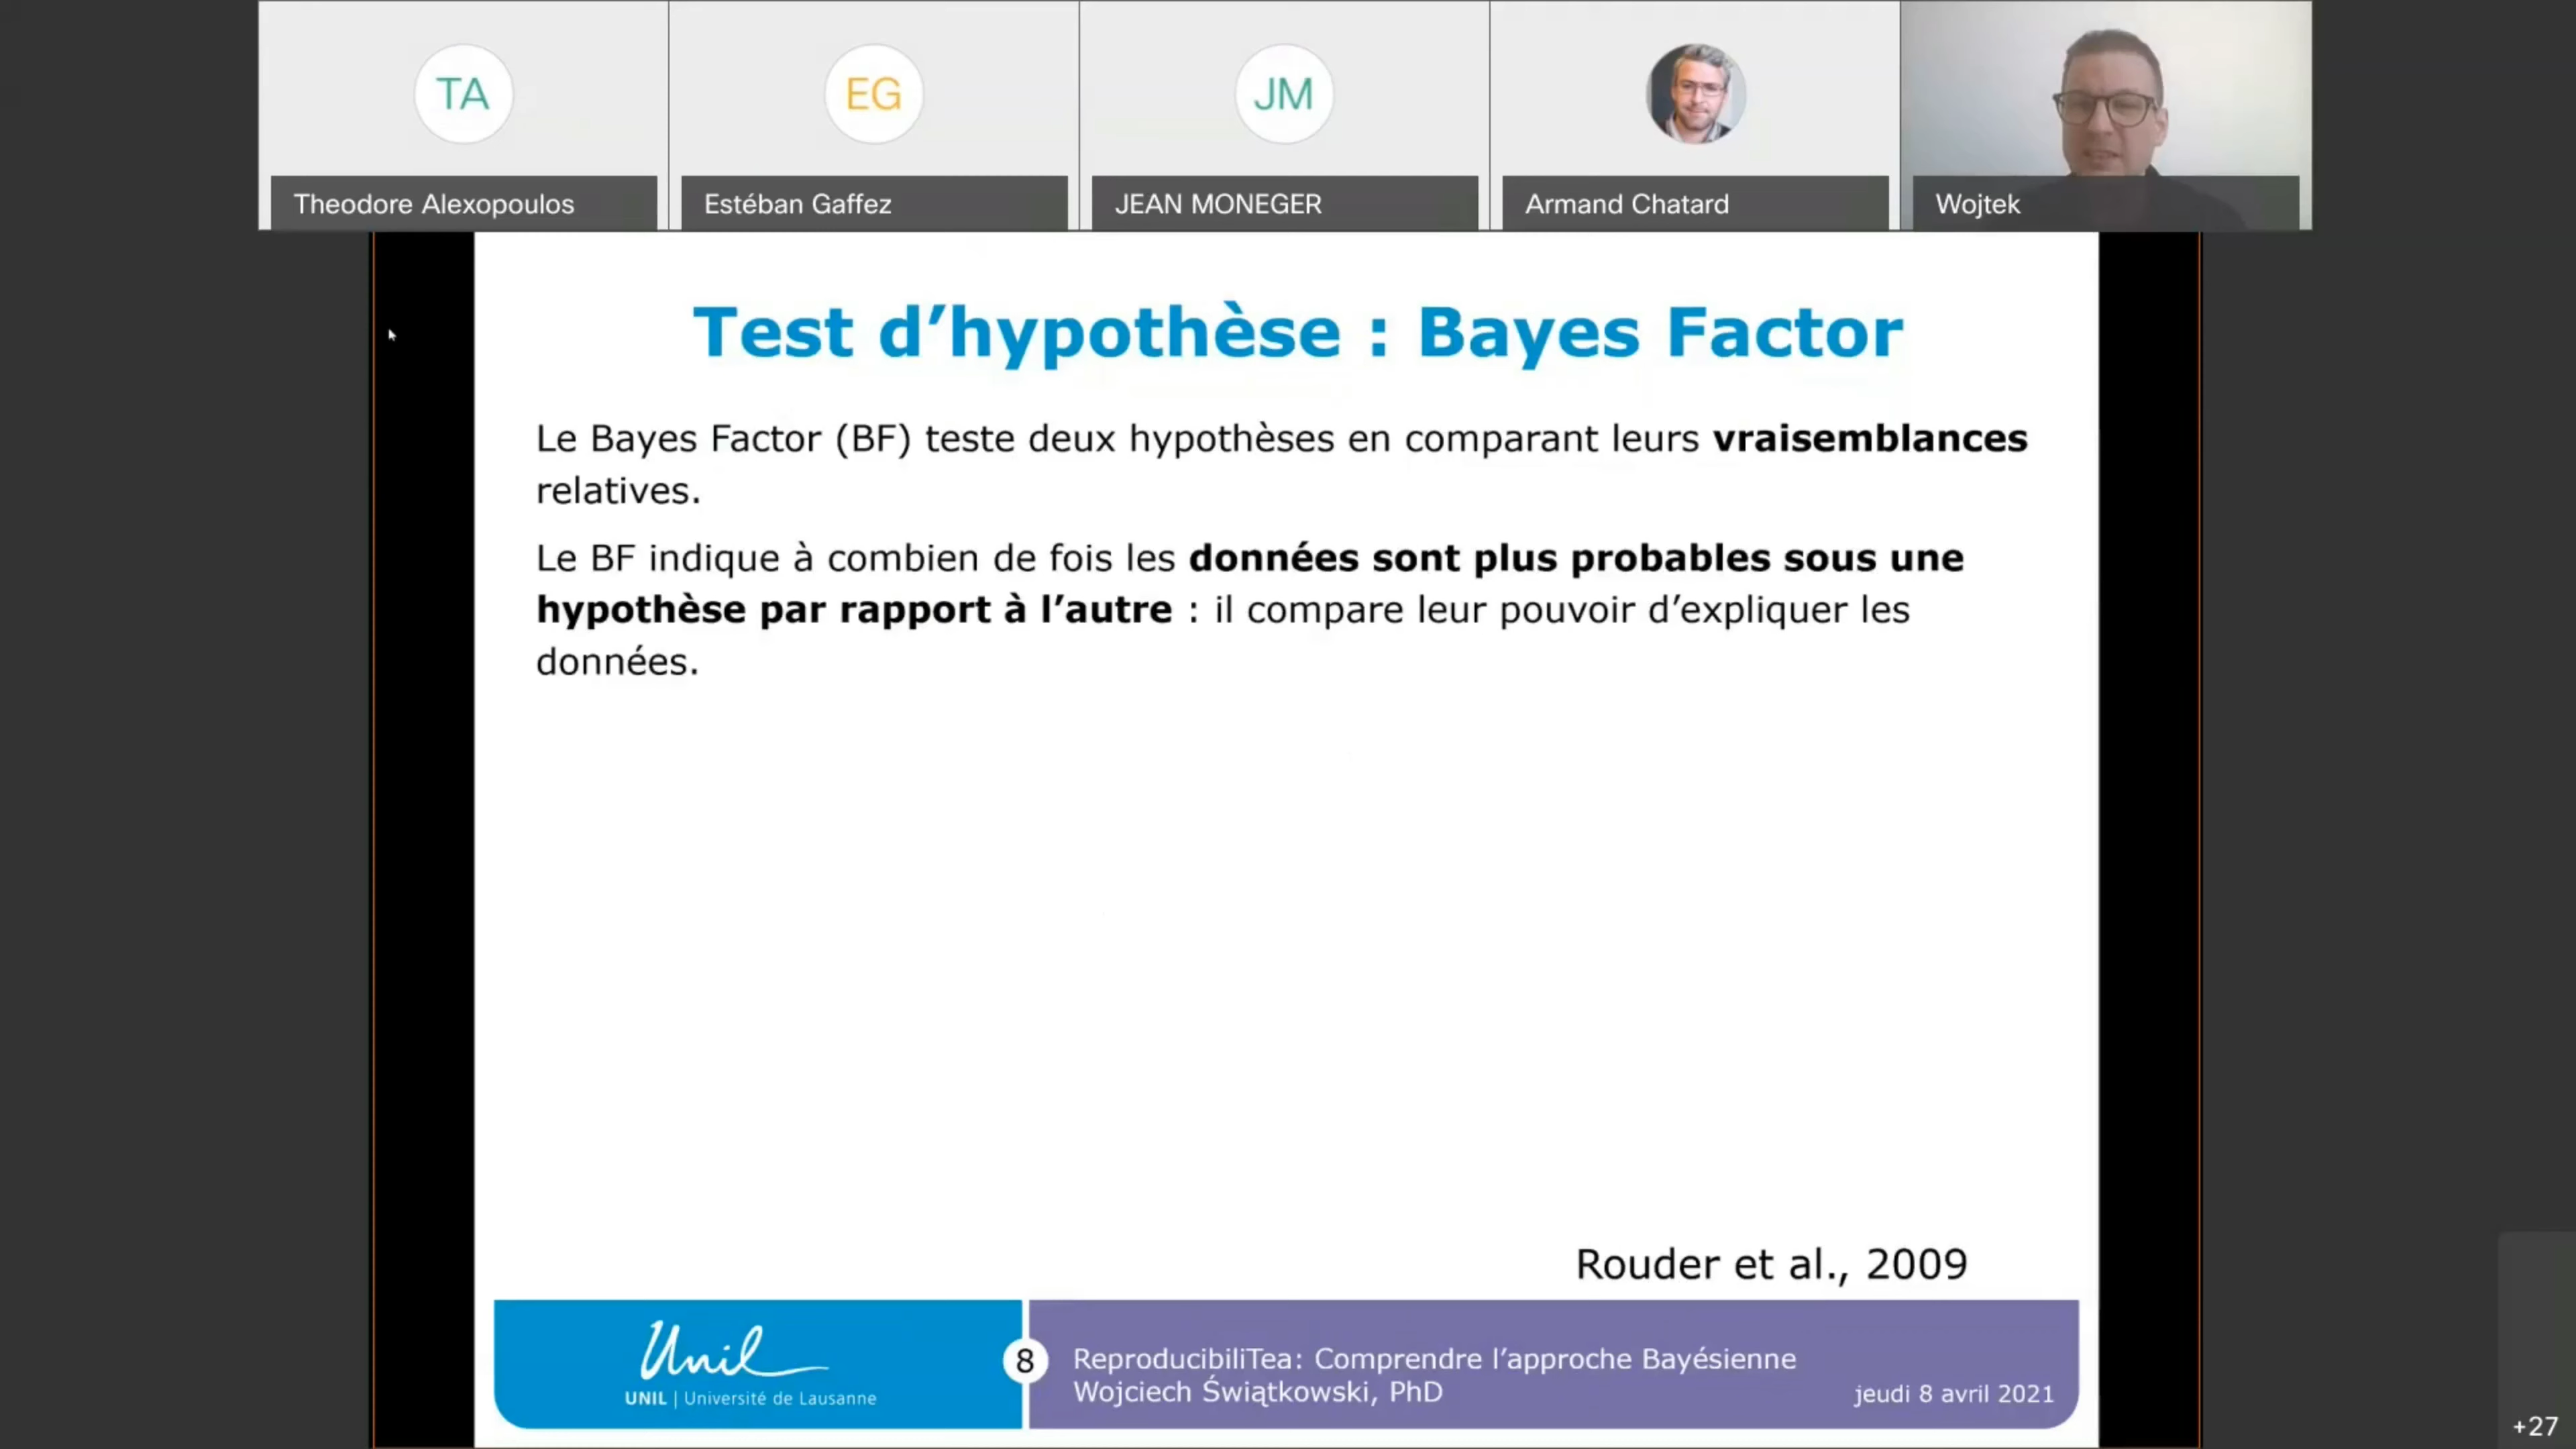 TA
EG
JM
Theodore Alexopoulos
Estéban Gaffez
JEAN MONEGER
Armand Chatard
Wojtek
Test d’hypothèse : Bayes Factor
Le Bayes Factor (BF) teste deux hypothèses en comparant leurs vraisemblances
relatives.
Le BF indique à combien de fois les données sont plus probables sous une
hypothèse par rapport à l’autre : il compare leur pouvoir d’expliquer les
données.
Rouder et al., 2009
Unil
UNIL | Université de Lausanne
8
ReproducibiliTea: Comprendre l’approche Bayésienne
Wojciech Świątkowski, PhD
jeudi 8 avril 2021
+27